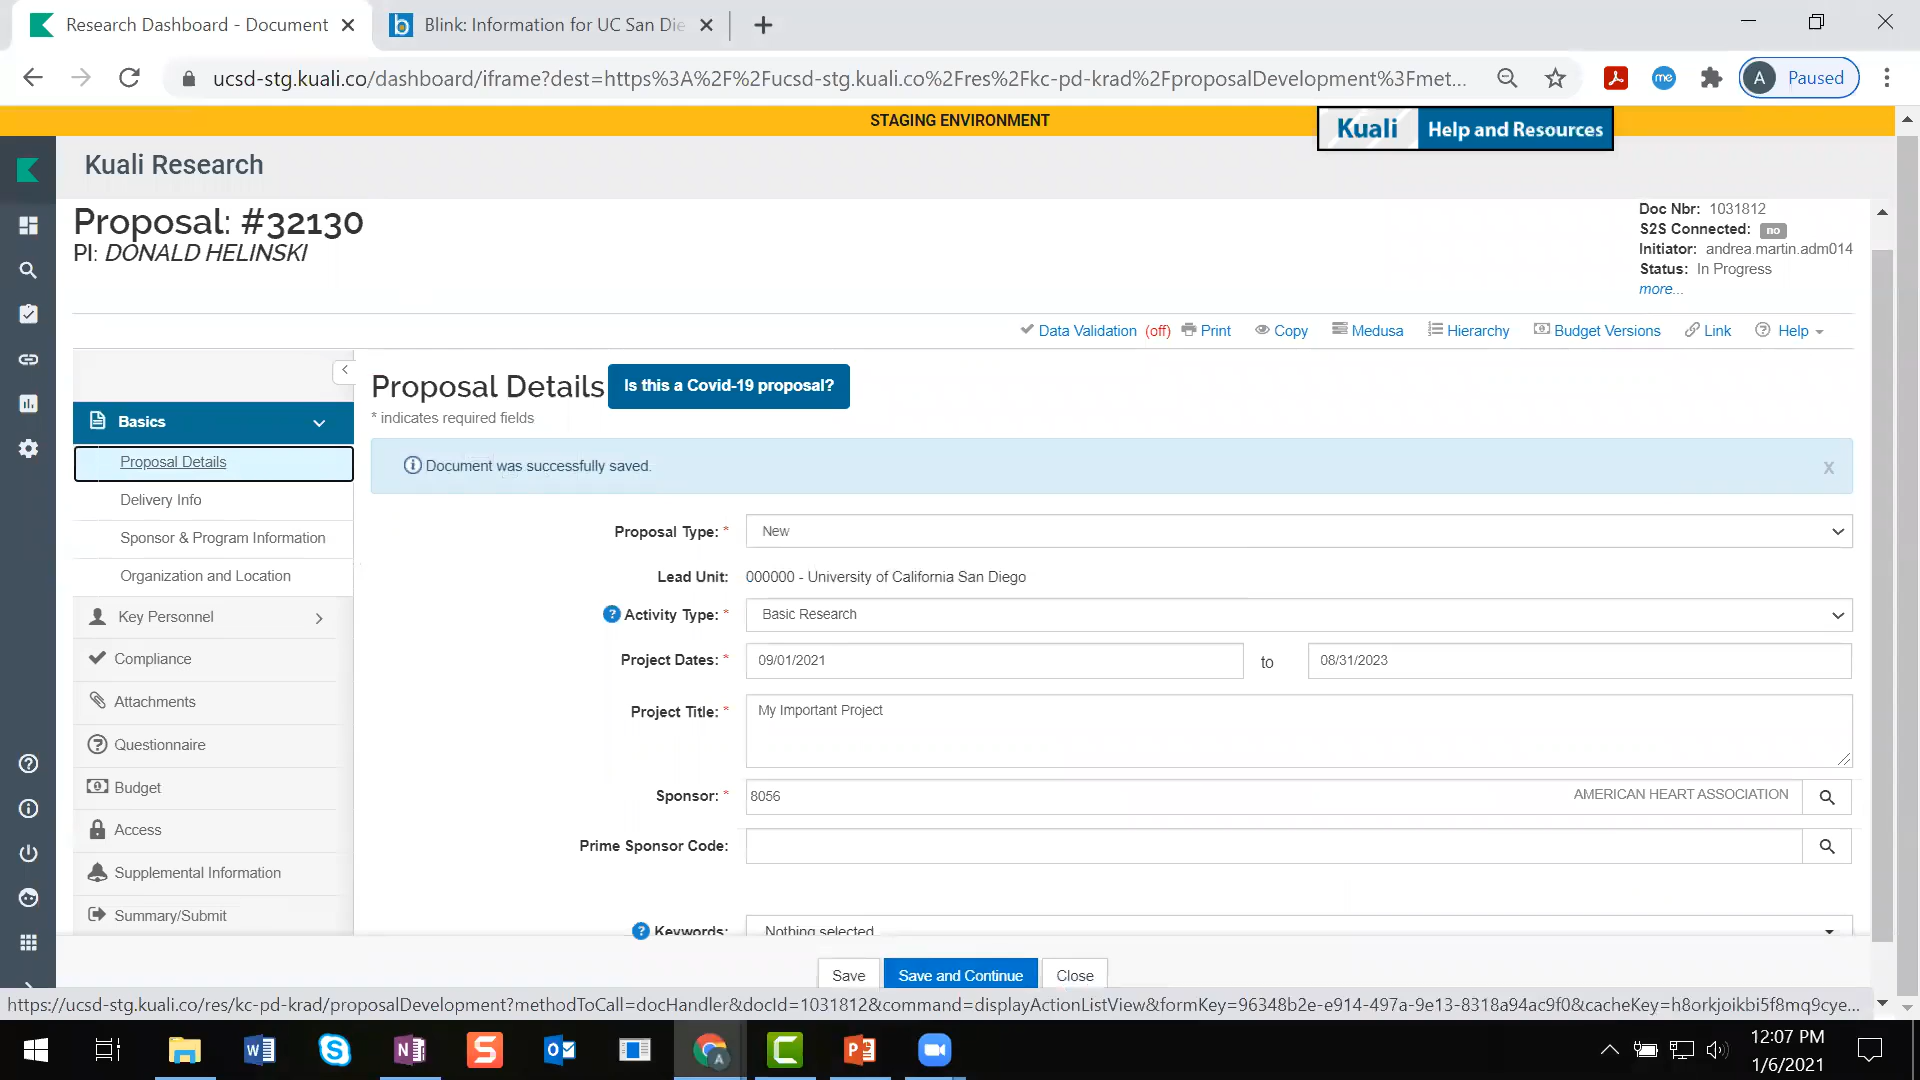 Research Dashboard - Document
Blink: Information for UC San Die
ucsd-stg.kuali.co/dashboard/iframe?dest=https%3A%2F%2Fucsd-stg.kuali.co%2Fres%2Fkc-pd-krad%2FproposalDevelopment%3Fmet...
me
A Paused
STAGING ENVIRONMENT
Kuali Help and Resources
Kuali Research
Proposal: #32130
PI: DONALD HELINSKI
Doc Nbr: 1031812
S2S Connected: no
Initiator: andrea.martin.adm014
Status: In Progress
more...
Data Validation (off) Print Copy Medusa Hierarchy Budget Versions Link Help
Proposal Details Is this a Covid-19 proposal?
* indicates required fields
Document was successfully saved. x
Basics
Proposal Details
Delivery Info
Sponsor & Program Information
Organization and Location
Key Personnel
Compliance
Attachments
Questionnaire
Budget
Access
Supplemental Information
Summary/Submit
Proposal Type: * New
Lead Unit: 000000 - University of California San Diego
Activity Type: * Basic Research
Project Dates: * 09/01/2021 to 08/31/2023
Project Title: * My Important Project
Sponsor: * 8056 AMERICAN HEART ASSOCIATION
Prime Sponsor Code:
Keywords: Nothing selected
Save Save and Continue Close
https://ucsd-stg.kuali.co/res/kc-pd-krad/proposalDevelopment?methodToCall=docHandler&docId=1031812&command=displayActionListView&formKey=96348b2e-e914-497a-9e13-8318a94ac9f0&cacheKey=h8orkjoikbi5f8mq9cye...
12:07 PM
1/6/2021